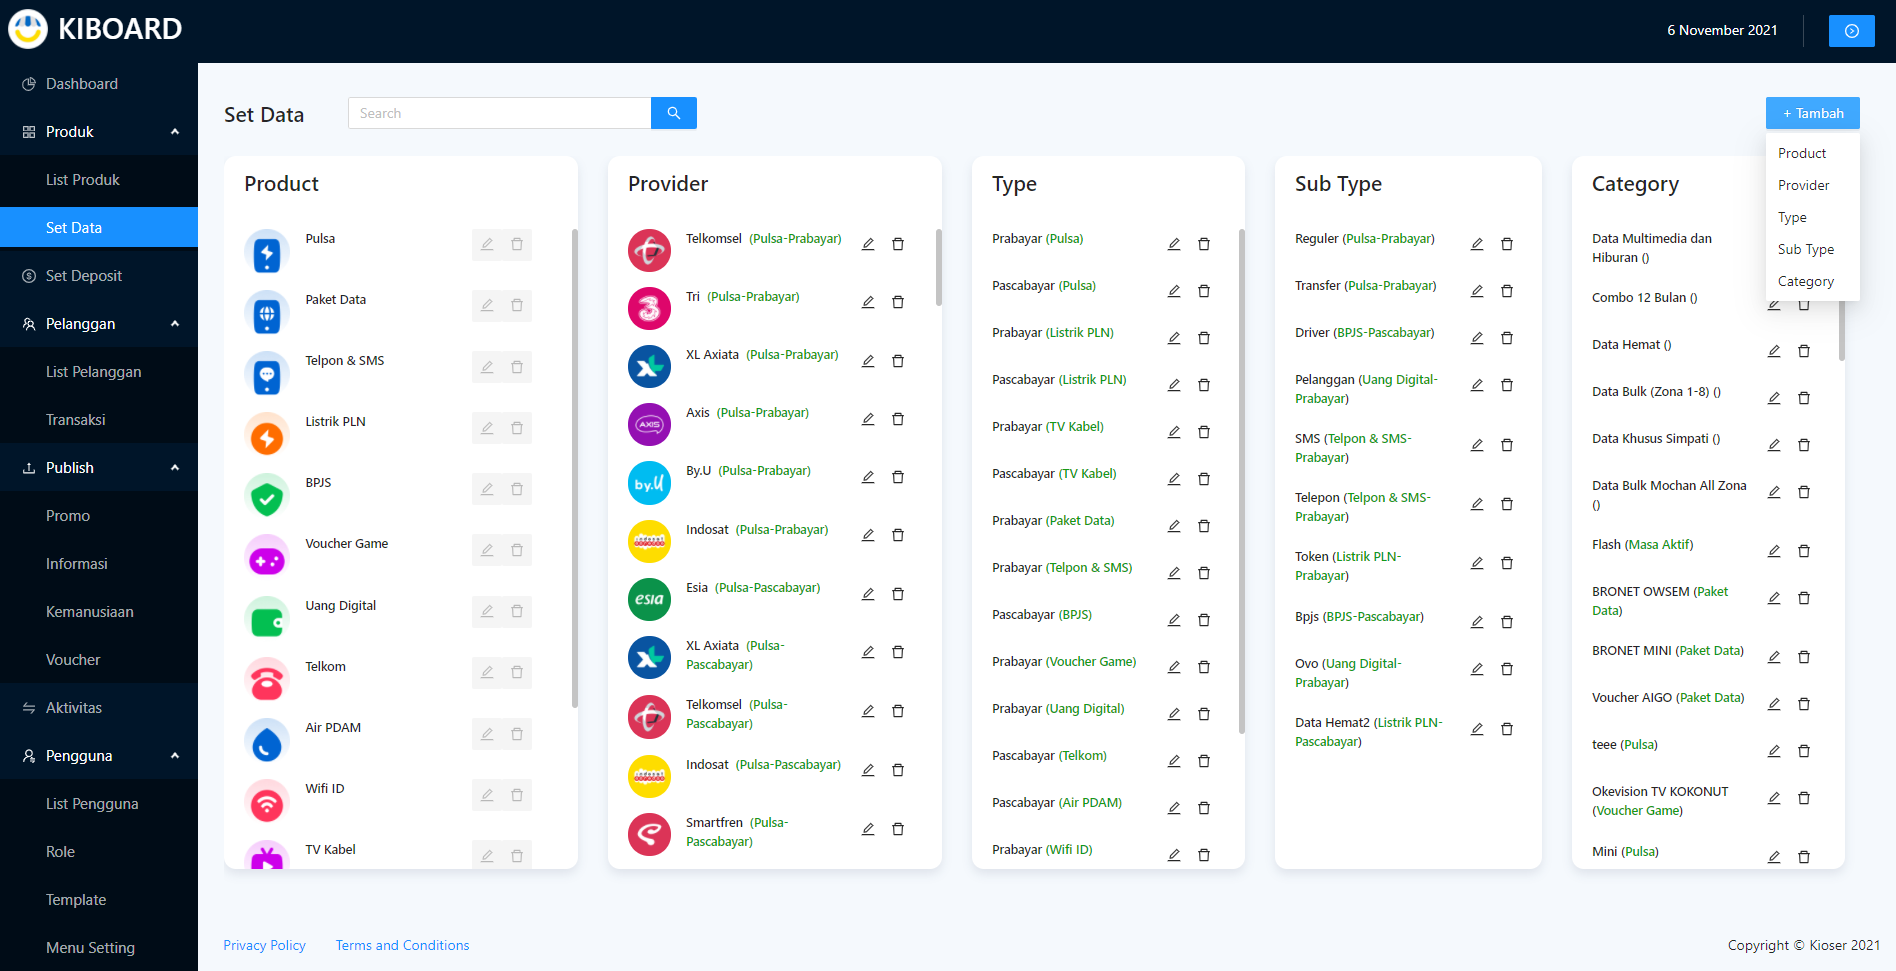 KIBOARD
6 November 2021
Dashboard
Produk
List Produk
Set Data
Set Deposit
Pelanggan
List Pelanggan
Transaksi
Publish
Promo
Informasi
Kemanusiaan
Voucher
Aktivitas
Pengguna
List Pengguna
Role
Template
Menu Setting
Set Data
Search
+ Tambah
Product
Provider
Type
Sub Type
Category
Product
Pulsa
Paket Data
Telpon & SMS
Listrik PLN
BPJS
Voucher Game
Uang Digital
Telkom
Air PDAM
Wifi ID
TV Kabel
Provider
Telkomsel (Pulsa-Prabayar)
3
Tri (Pulsa-Prabayar)
XL
XL Axiata (Pulsa-Prabayar)
AXIS
Axis (Pulsa-Prabayar)
by.U
By.U (Pulsa-Prabayar)
Indosat (Pulsa-Prabayar)
esia
Esia (Pulsa-Pascabayar)
XL
XL Axiata (Pulsa-
Pascabayar)
Telkomsel (Pulsa-
Pascabayar)
Indosat (Pulsa-Pascabayar)
Smartfren (Pulsa-
Pascabayar)
Type
Prabayar (Pulsa)
Pascabayar (Pulsa)
Prabayar (Listrik PLN)
Pascabayar (Listrik PLN)
Prabayar (TV Kabel)
Pascabayar (TV Kabel)
Prabayar (Paket Data)
Prabayar (Telpon & SMS)
Pascabayar (BPJS)
Prabayar (Voucher Game)
Prabayar (Uang Digital)
Pascabayar (Telkom)
Pascabayar (Air PDAM)
Prabayar (Wifi ID)
Sub Type
Reguler (Pulsa-Prabayar)
Transfer (Pulsa-Prabayar)
Driver (BPJS-Pascabayar)
Pelanggan (Uang Digital-
Prabayar)
SMS (Telpon & SMS-
Prabayar)
Telepon (Telpon & SMS-
Prabayar)
Token (Listrik PLN-
Prabayar)
Bpjs (BPJS-Pascabayar)
Ovo (Uang Digital-
Prabayar)
Data Hemat2 (Listrik PLN-
Pascabayar)
Category
Data Multimedia dan
Hiburan ()
Combo 12 Bulan ()
Data Hemat ()
Data Bulk (Zona 1-8) ()
Data Khusus Simpati ()
Data Bulk Mochan All Zona
()
Flash (Masa Aktif)
BRONET OWSEM (Paket
Data)
BRONET MINI (Paket Data)
Voucher AIGO (Paket Data)
teee (Pulsa)
Okevision TV KOKONUT
(Voucher Game)
Mini (Pulsa)
Privacy Policy
Terms and Conditions
Copyright © Kioser 2021